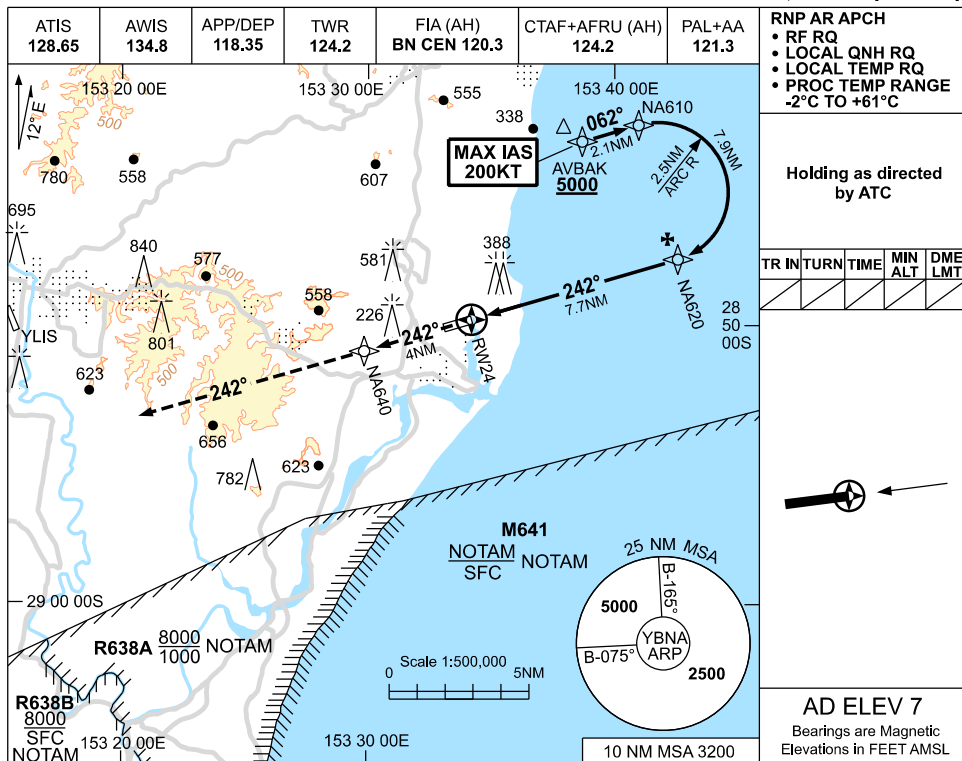 ATIS
128.65
AWIS
134.8
APP/DEP
118.35
TWR
124.2
FIA (AH)
BN CEN 120.3
CTAF+AFRU (AH)
124.2
PAL+AA
121.3
RNP AR APCH
• RF RQ
• LOCAL QNH RQ
• LOCAL TEMP RQ
• PROC TEMP RANGE
-2°C TO +61°C
Holding as directed
by ATC
TR IN
TURN
TIME
MIN
ALT
DME
LMT
12°E
153 20 00E
153 30 00E
153 40 00E
500
555
338
780
558
607
MAX IAS
200KT
062°
2.1NM
NA610
AVBAK
5000
2.5NM
ARC R
7.9NM
695
840
577
500
581
388
558
226
801
500
YLIS
623
242°
7.7NM
NA620
28
50
00S
242°
4NM
RW24
NA640
242°
656
782
623
M641
NOTAM
SFC
NOTAM
25 NM MSA
B-165°
5000
YBNA
ARP
B-075°
2500
29 00 00S
R638A
8000
1000
NOTAM
Scale 1:500,000
0
5NM
R638B
8000
SFC
NOTAM
153 20 00E
153 30 00E
10 NM MSA 3200
AD ELEV 7
Bearings are Magnetic
Elevations in FEET AMSL